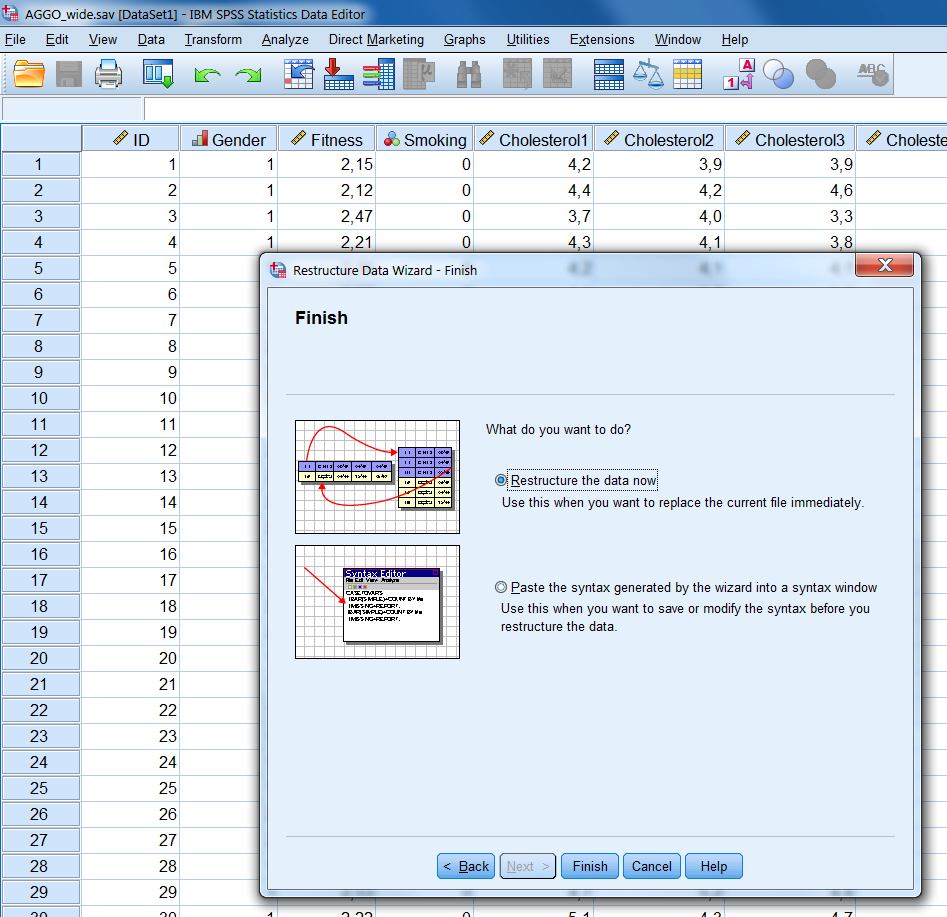 AGGO_wide.sav [DataSet1] - IBM SPSS Statistics Data Editor
File Edit View Data Transform Analyze Direct Marketing Graphs Utilities Extensions Window Help
A
1
ABC
ID Gender Fitness Smoking Cholesterol1 Cholesterol2 Cholesterol3 Choleste
1 1 1 2,15 0 4,2 3,9 3,9
2 2 1 2,12 0 4,4 4,2 4,6
3 3 1 2,47 0 3,7 4,0 3,3
4 4 1 2,21 0 4,3 4,1 3,8
5 5
6 6
7 7
8 8
9 9
10 10
11 11
12 12
13 13
14 14
15 15
16 16
17 17
18 18
19 19
20 20
21 21
22 22
23 23
24 24
25 25
26 26
27 27
28 28
29 29
30 30 1 2,22 0 5,1 4,3 4,7
Restructure Data Wizard - Finish
Finish
What do you want to do?
Restructure the data now
Use this when you want to replace the current file immediately.
Syntax Editor
File Edit View Analyze
Paste the syntax generated by the wizard into a syntax window
Use this when you want to save or modify the syntax before you
restructure the data.
< Back Next > Finish Cancel Help